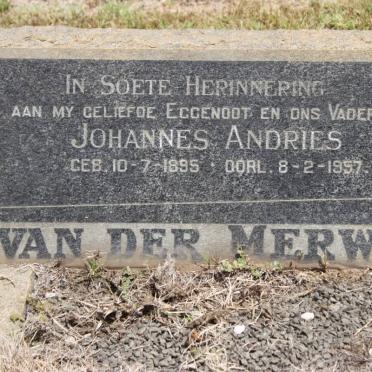 IN SOETE HERINNERING
AAN MY GELIEFDE EGGENOOT EN ONS VADER
JOHANNES ANDRIES
GEB. 10-7-1895 • OORL. 8-2-1957.
VAN DER MERW